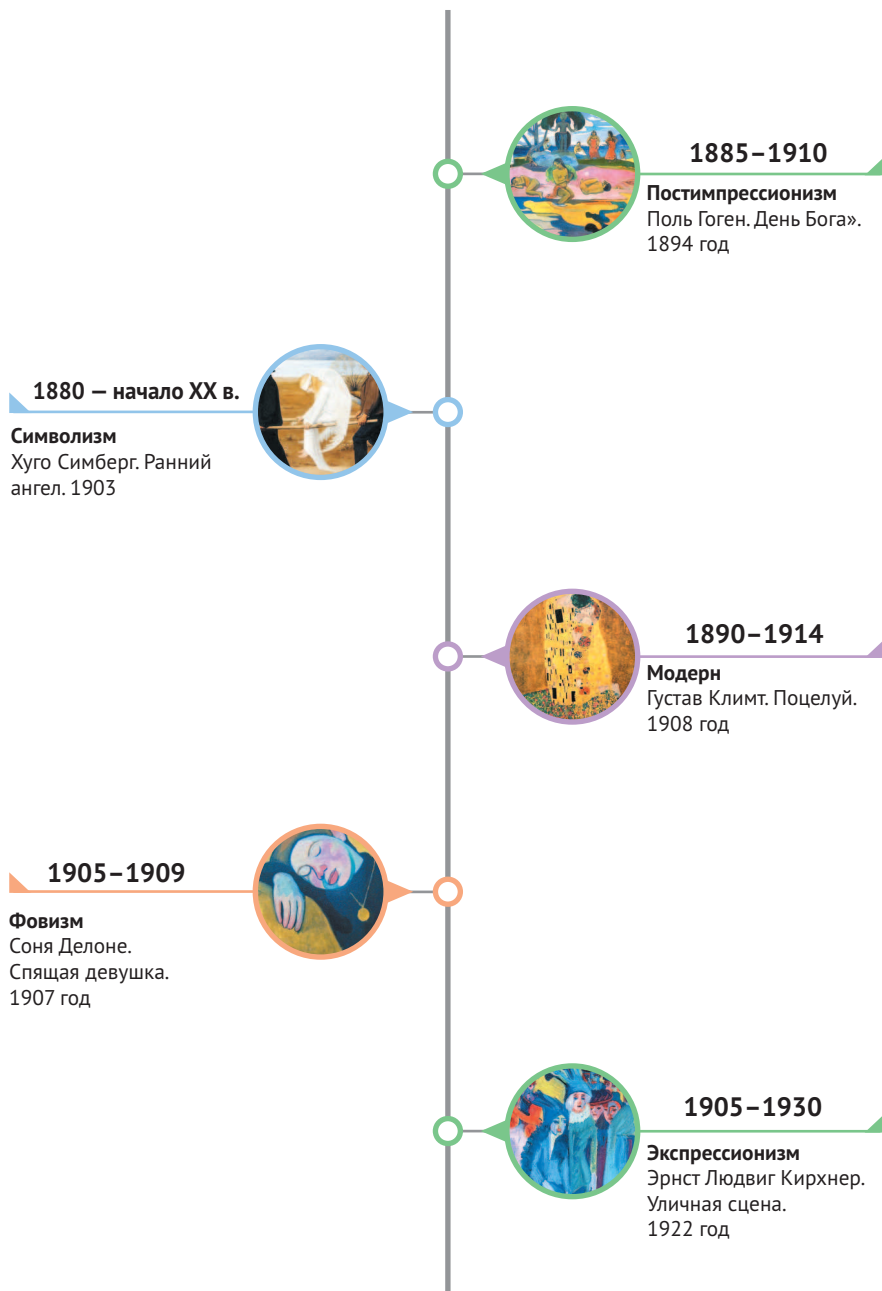 1885–1910
Постимпрессионизм
Поль Гоген. День Бога».
1894 год
1880 — начало XX в.
Символизм
Хуго Симберг. Ранний
ангел. 1903
1890–1914
Модерн
Густав Климт. Поцелуй.
1908 год
1905–1909
Фовизм
Соня Делоне.
Спящая девушка.
1907 год
1905–1930
Экспрессионизм
Эрнст Людвиг Кирхнер.
Уличная сцена.
1922 год